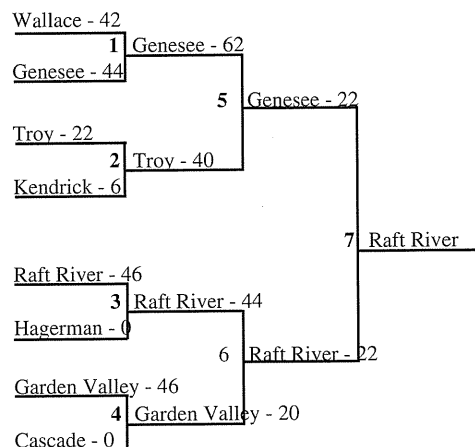 Wallace - 42
1 Genesee - 62
Genesee - 44
5 Genesee - 22
Troy - 22
2 Troy - 40
Kendrick - 6
7 Raft River
Raft River - 46
3 Raft River - 44
Hagerman - 0
6 Raft River - 22
Garden Valley - 46
4 Garden Valley - 20
Cascade - 0